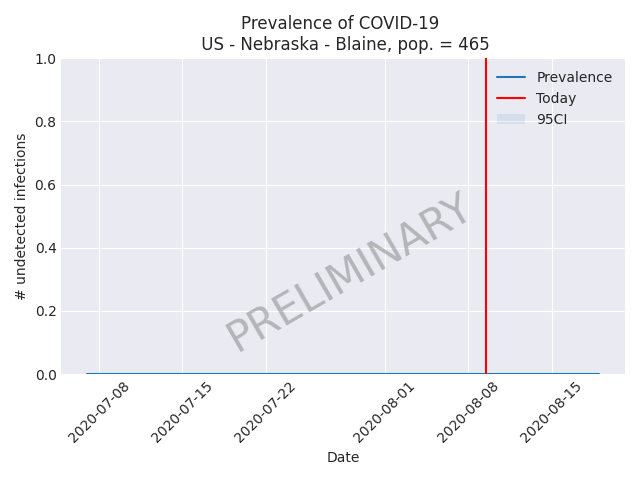 Prevalence of COVID-19
US - Nebraska - Blaine, pop. = 465
1.0
0.8
0.6
0.4
0.2
0.0
# undetected infections
Prevalence
Today
95CI
PRELIMINARY
2020-07-08
2020-07-15
2020-07-22
2020-08-01
2020-08-08
2020-08-15
Date